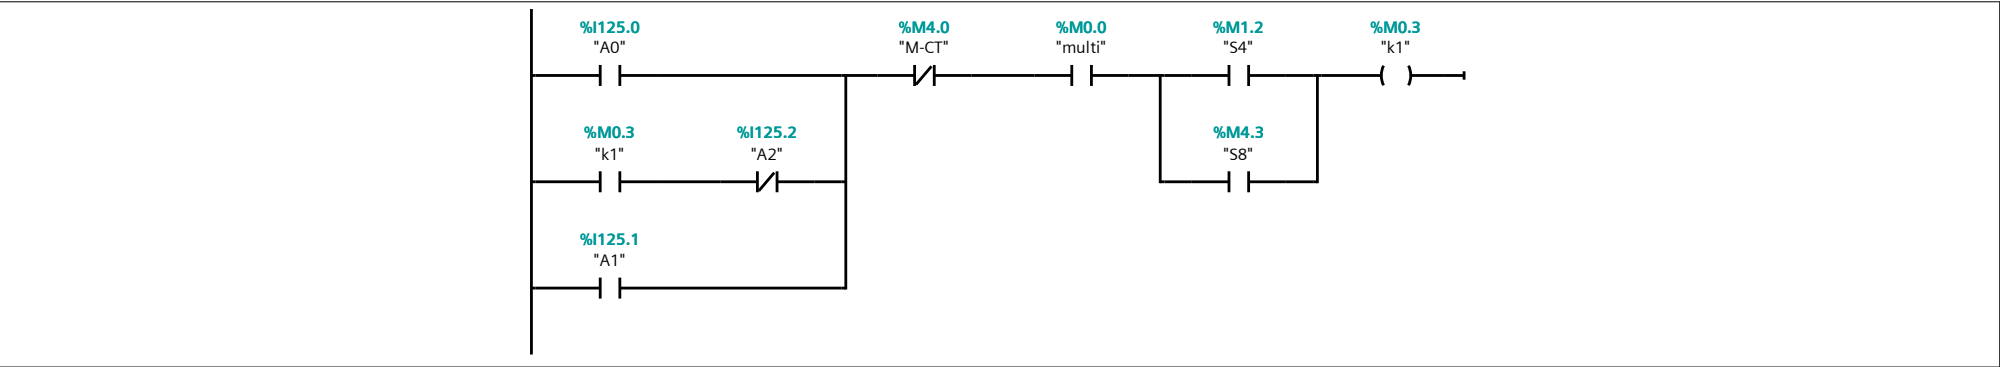 %I125.0 %M4.0 %M0.0 %M1.2 %M0.3
"A0" "M-CT" "multi" "S4" "k1"
%M0.3 %I125.2 %M4.3
"k1" "A2" "S8"
%I125.1
"A1"